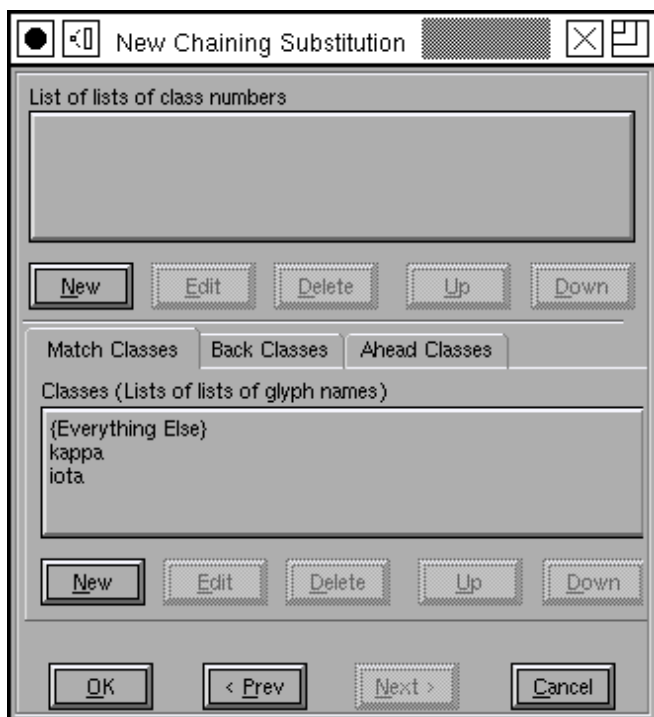 New Chaining Substitution
List of lists of class numbers
New Edit Delete Up Down
Match Classes Back Classes Ahead Classes
Classes (Lists of lists of glyph names)
{Everything Else}
kappa
iota
New Edit Delete Up Down
OK < Prev Next > Cancel